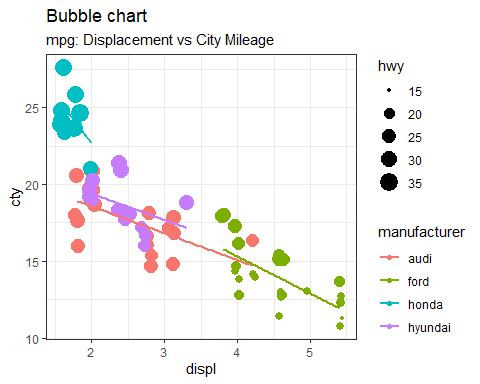 Bubble chart
mpg: Displacement vs City Mileage
cty
25
20
15
10
2
3
4
5
displ
hwy
15
20
25
30
35
manufacturer
audi
ford
honda
hyundai